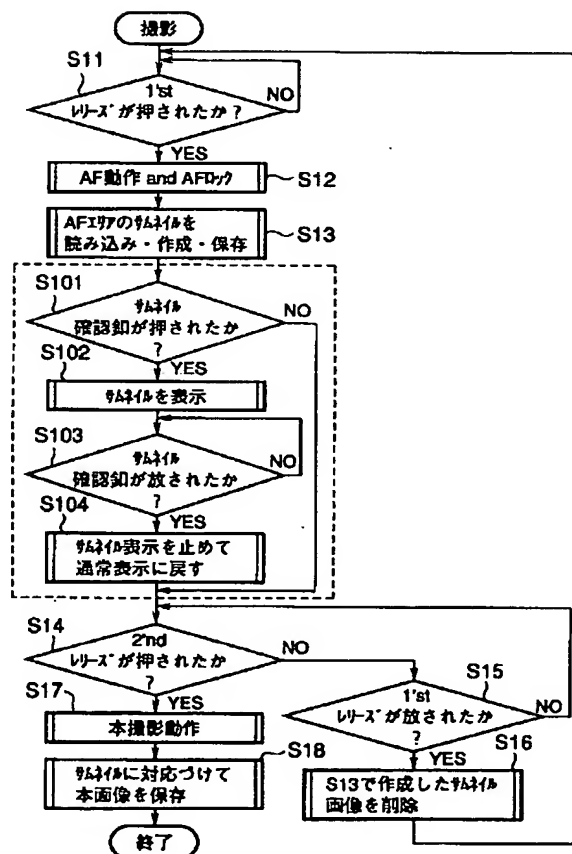 撮影
S11
1'st
ﾚﾘｰｽﾞが押されたか?
NO
YES
AF動作 and AFﾛｯｸ
S12
AFｴﾘｱのｻﾑﾈｲﾙを
読み込み・作成・保存
S13
S101
ｻﾑﾈｲﾙ
確認釦が押されたか
?
NO
YES
S102
ｻﾑﾈｲﾙを表示
S103
ｻﾑﾈｲﾙ
確認釦が放されたか
?
NO
YES
S104
ｻﾑﾈｲﾙ表示を止めて
通常表示に戻す
S14
2'nd
ﾚﾘｰｽﾞが押されたか
?
NO
YES
S15
1'st
ﾚﾘｰｽﾞが放されたか
?
NO
YES
S17
本撮影動作
S16
S13で作成したｻﾑﾈｲﾙ
画像を削除
S18
ｻﾑﾈｲﾙに対応づけて
本画像を保存
終了